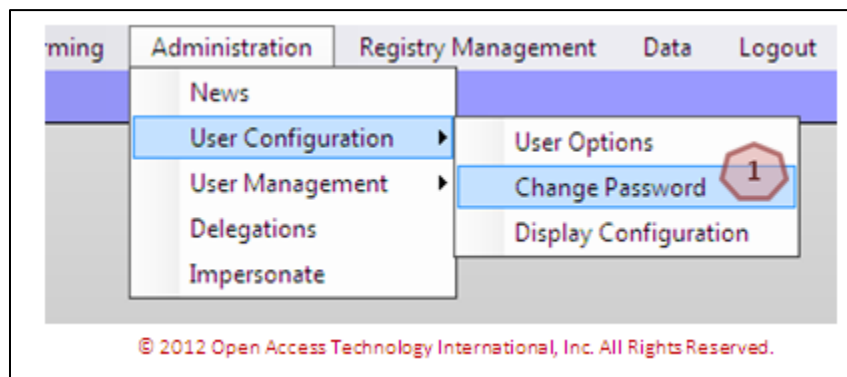 rming Administration Registry Management Data Logout
News
User Configuration User Options
User Management Change Password 1
Delegations Display Configuration
Impersonate
© 2012 Open Access Technology International, Inc. All Rights Reserved.